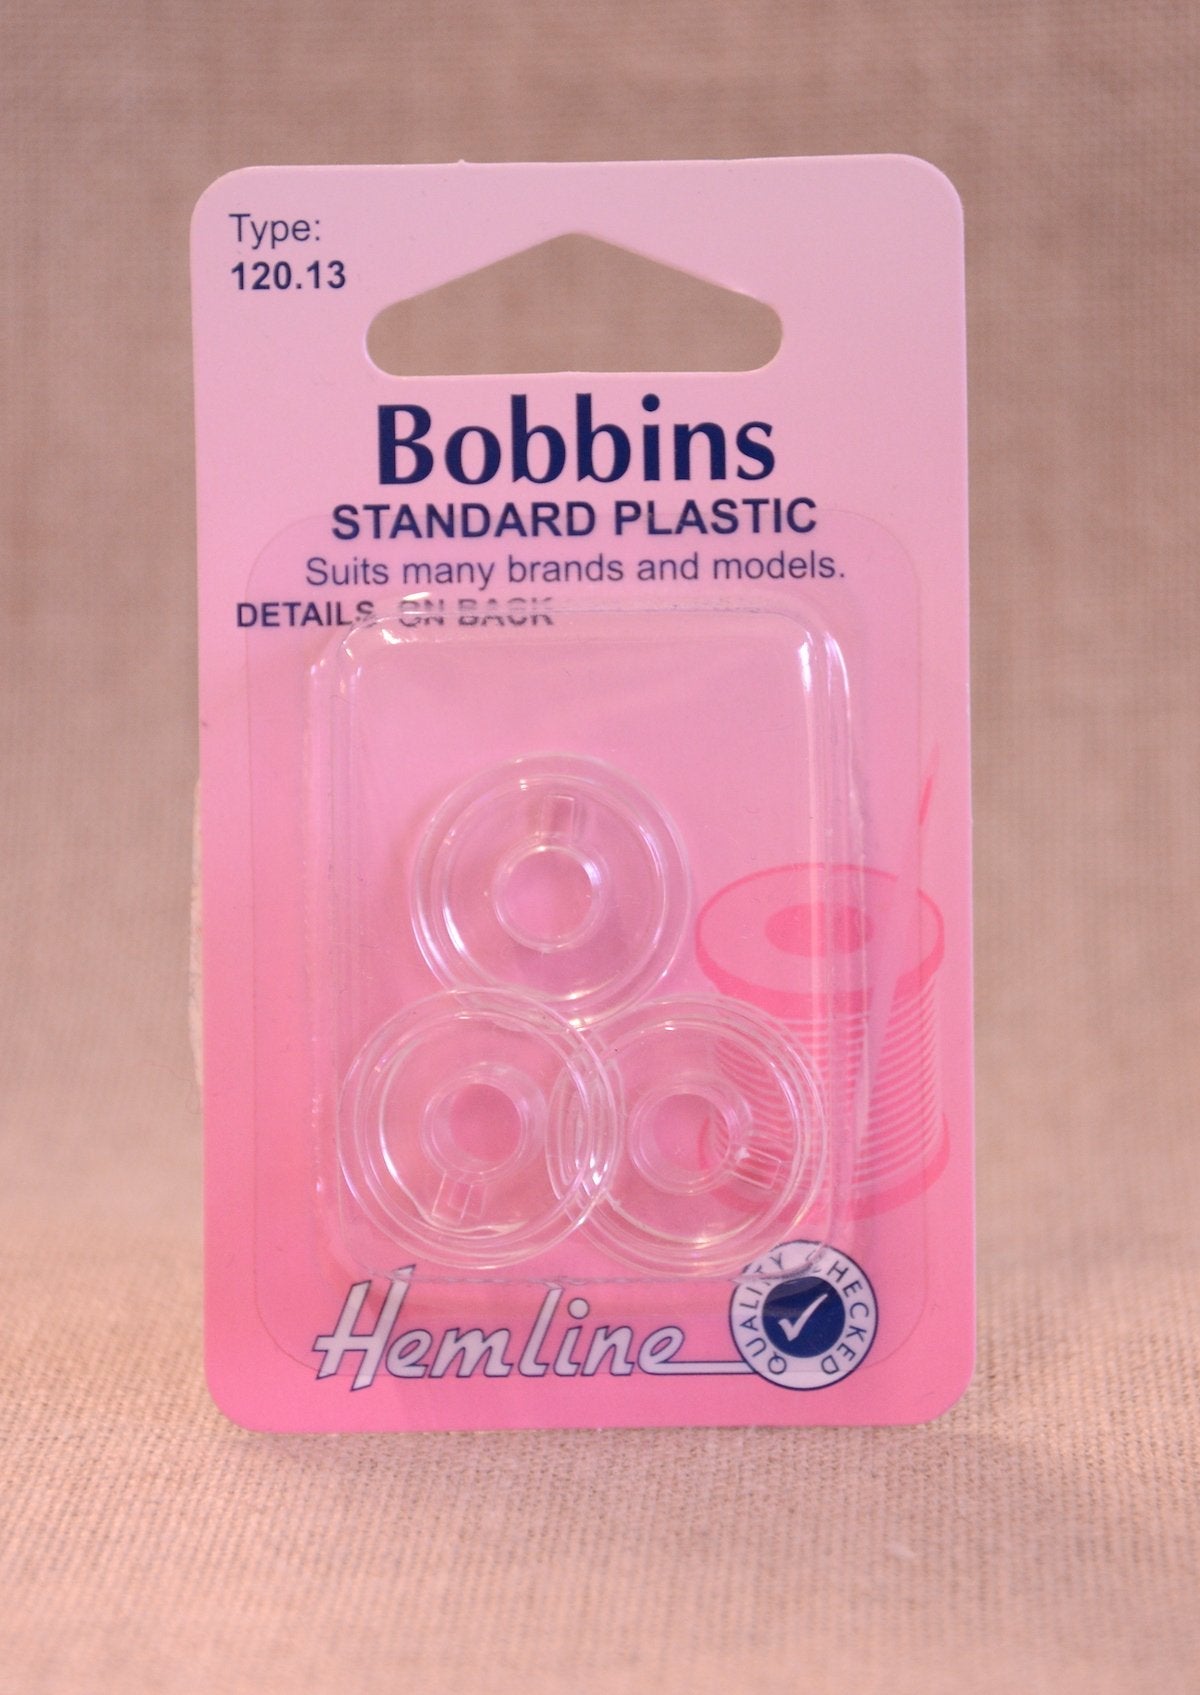 Type:
120.13
Bobbins
STANDARD PLASTIC
Suits many brands and models.
DETAILS ON BACK
Hemline
QUALITY CHECKED